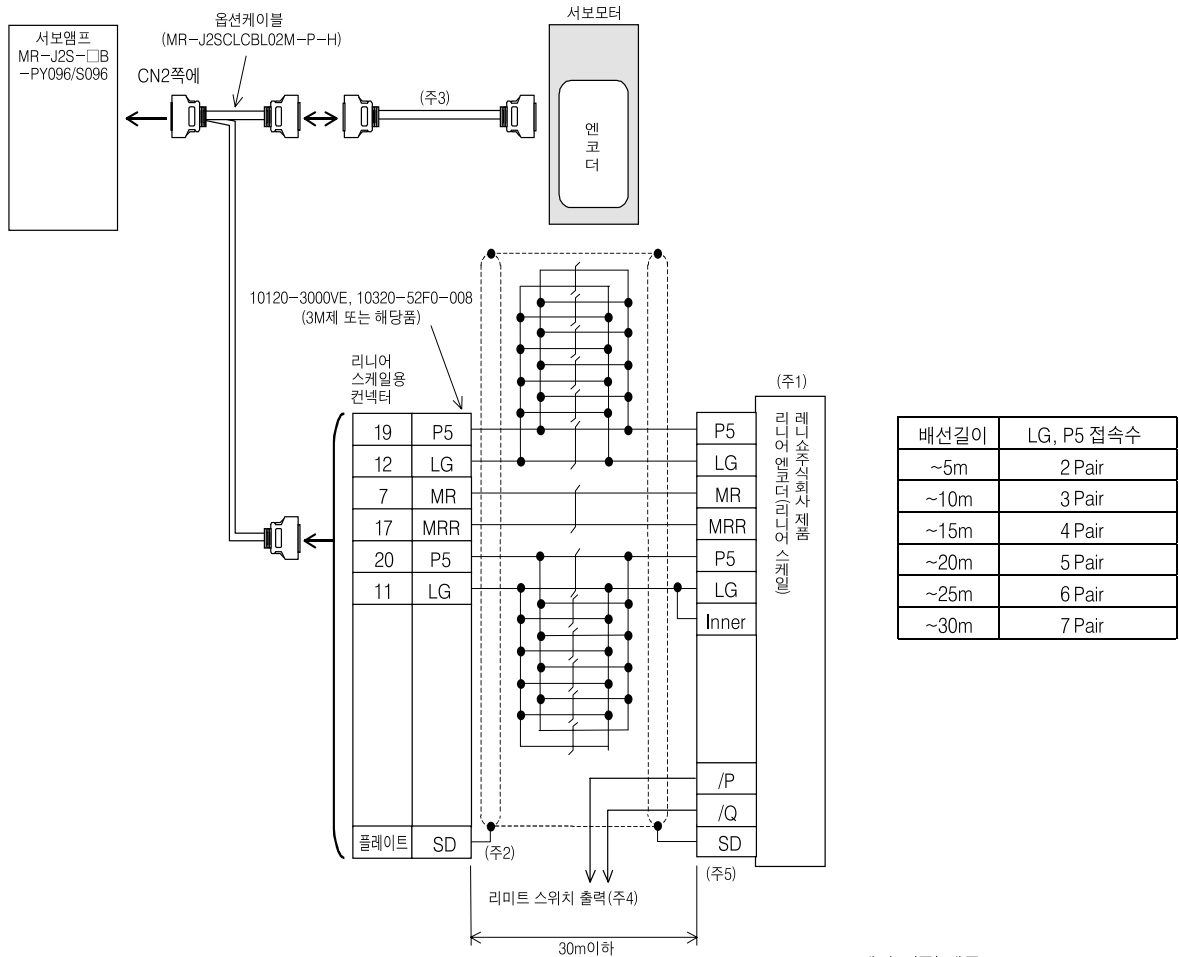 옵션케이블
(MR-J2SCLCBL02M-P-H)
서보모터
서보앰프
MR-J2S-□B
-PY096/S096
CN2쪽에
(주3)
엔코더
10120-3000VE, 10320-52F0-008
(3M제 또는 해당품)
리니어
스케일용
컨넥터
(주1)
19 P5
12 LG
7 MR
17 MRR
20 P5
11 LG
플레이트 SD
(주2)
P5
LG
MR
MRR
P5
LG
Inner
/P
/Q
SD
(주5)
레니쇼주식회사 제품
리니어 엔코더(리니어 스케일)
리미트 스위치 출력(주4)
30m이하
배선길이 LG, P5 접속수
~5m 2 Pair
~10m 3 Pair
~15m 4 Pair
~20m 5 Pair
~25m 6 Pair
~30m 7 Pair